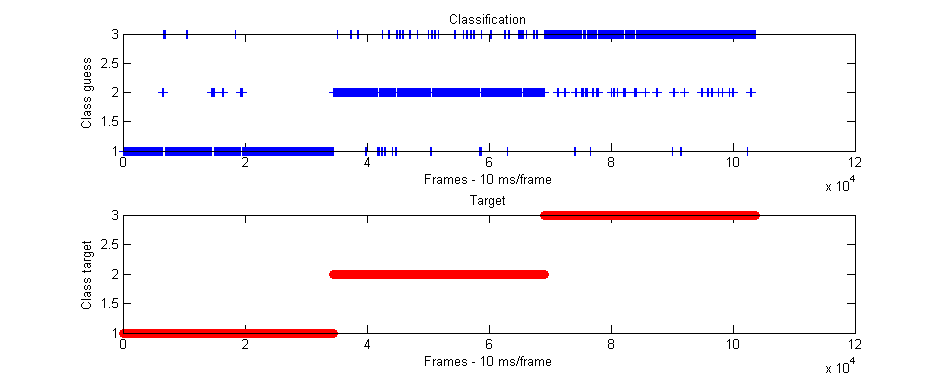 Classification
3
2.5
2
1.5
1
Class guess
0 2 4 6 8 10 12
Frames - 10 ms/frame
x 10^4
Target
3
2.5
2
1.5
1
Class target
0 2 4 6 8 10 12
Frames - 10 ms/frame
x 10^4